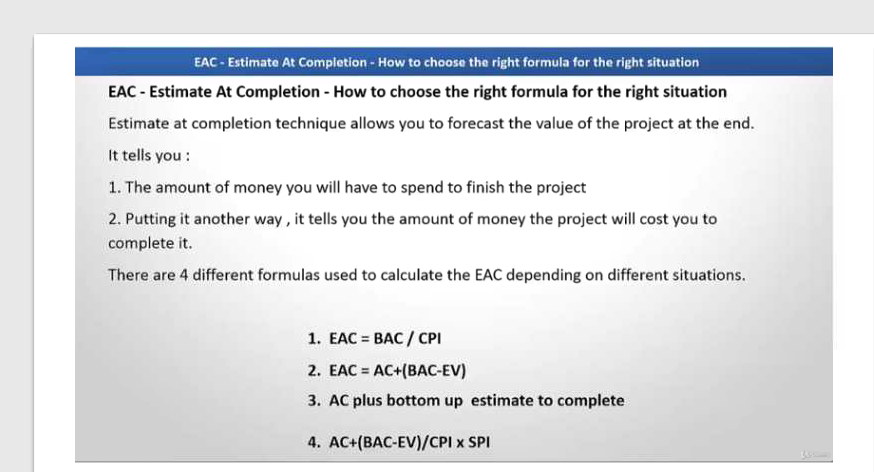 EAC - Estimate At Completion - How to choose the right formula for the right situation
EAC - Estimate At Completion - How to choose the right formula for the right situation
Estimate at completion technique allows you to forecast the value of the project at the end.
It tells you :
1. The amount of money you will have to spend to finish the project
2. Putting it another way , it tells you the amount of money the project will cost you to
complete it.
There are 4 different formulas used to calculate the EAC depending on different situations.
1. EAC = BAC / CPI
2. EAC = AC+(BAC-EV)
3. AC plus bottom up estimate to complete
4. AC+(BAC-EV)/CPI x SPI